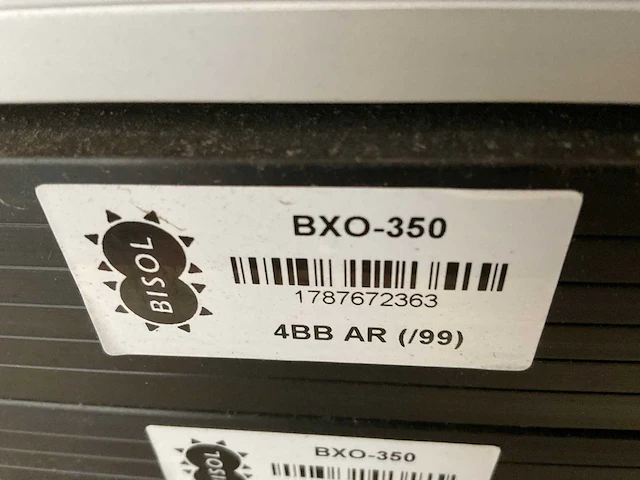 BISOL
BXO-350
1787672363
4BB AR (/99)
BISOL
BXO-350